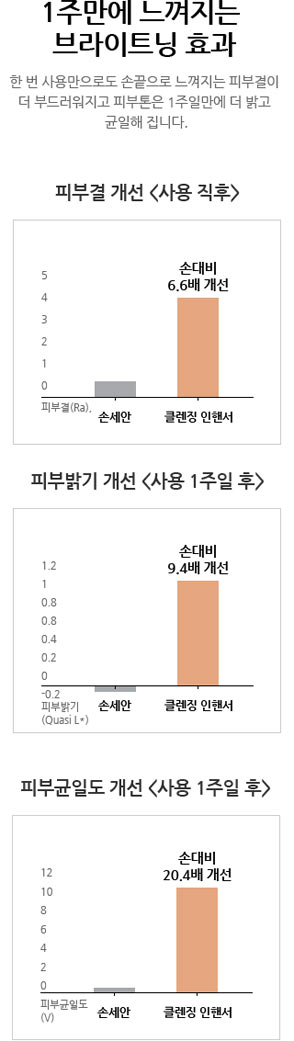 1주만에 느껴지는
브라이트닝 효과
한 번 사용만으로도 손끝으로 느껴지는 피부결이
더 부드러워지고 피부톤은 1주일만에 더 밝고
균일해 집니다.
피부결 개선 <사용 직후>
손대비
6.6배 개선
5
4
3
2
1
0
피부결(Ra),
손세안
클렌징 인핸서
피부밝기 개선 <사용 1주일 후>
손대비
9.4배 개선
1.2
1
0.8
0.8
0.4
0.2
0
-0.2
피부밝기
(Quasi L*)
손세안
클렌징 인핸서
피부균일도 개선 <사용 1주일 후>
손대비
20.4배 개선
12
10
8
6
4
2
0
피부균일도
(V)
손세안
클렌징 인핸서